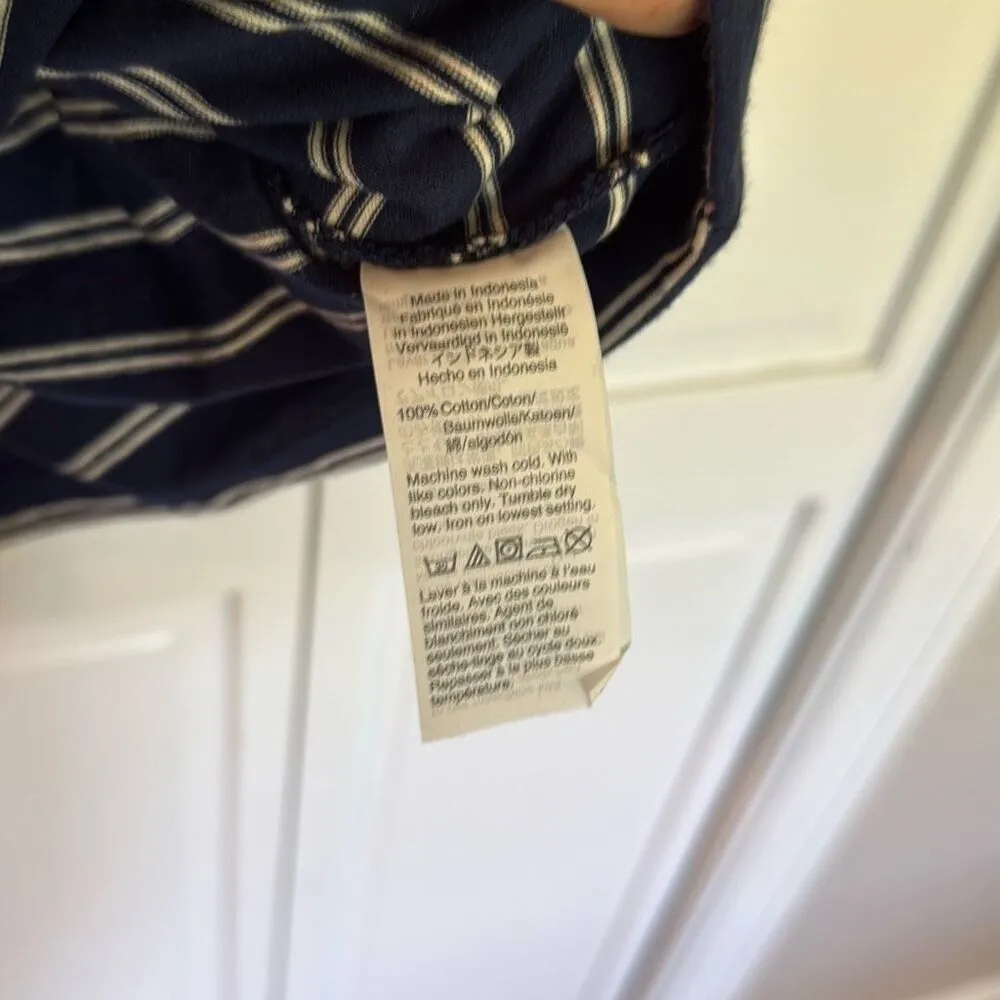 Made in Indonesia
Fabriqué en Indonésie
In Indonesien Hergestellt
Vervaardigd in Indonesië
インドネシア製
Hecho en Indonesia
100% Cotton/Coton/
Baumwolle/Katoen/
綿/algodón
Machine wash cold. With
like colors. Non-chlorine
bleach only. Tumble dry
low. Iron on lowest setting.
Laver à la machine à l'eau
froide. Avec des couleurs
similaires. Agent de
blanchiment non chloré
seulement. Sécher au
sèche-linge au cycle doux.
Repasser à la plus basse
température.